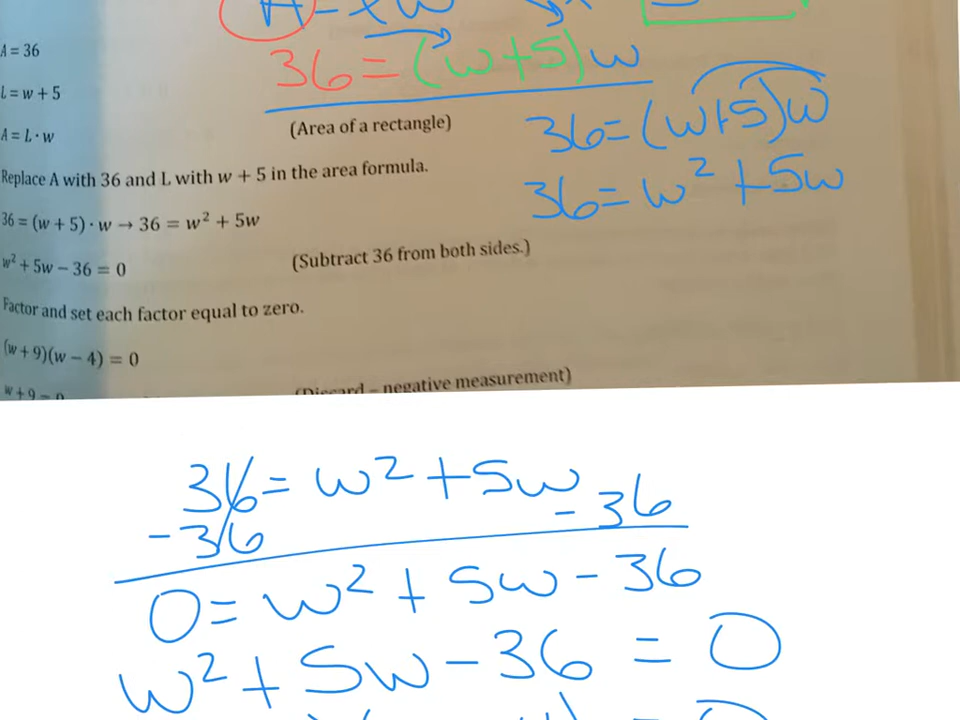 A = lw
A = 36
36 = (w+5)w
L = w + 5
36 = (w+5)w
A = L · w (Area of a rectangle)
36 = w² + 5w
Replace A with 36 and L with w + 5 in the area formula.
36 = (w + 5) · w → 36 = w² + 5w
w² + 5w − 36 = 0 (Subtract 36 from both sides.)
Factor and set each factor equal to zero.
(w + 9)(w − 4) = 0
w + 9 = 0 (Discard – negative measurement)
36 = w² + 5w - 36
- 36
0 = w² + 5w - 36
w² + 5w - 36 = 0